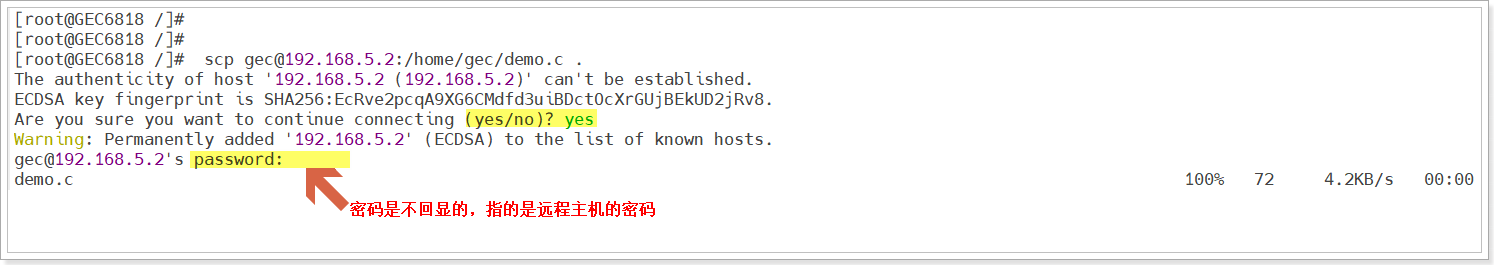 [root@GEC6818 /]#
[root@GEC6818 /]#
[root@GEC6818 /]#  scp gec@192.168.5.2:/home/gec/demo.c .
The authenticity of host '192.168.5.2 (192.168.5.2)' can't be established.
ECDSA key fingerprint is SHA256:EcRve2pcqA9XG6CMdfd3uiBDctOcXrGUjBEkUD2jRv8.
Are you sure you want to continue connecting (yes/no)? yes
Warning: Permanently added '192.168.5.2' (ECDSA) to the list of known hosts.
gec@192.168.5.2's password:
demo.c 100% 72 4.2KB/s 00:00
密码是不回显的，指的是远程主机的密码